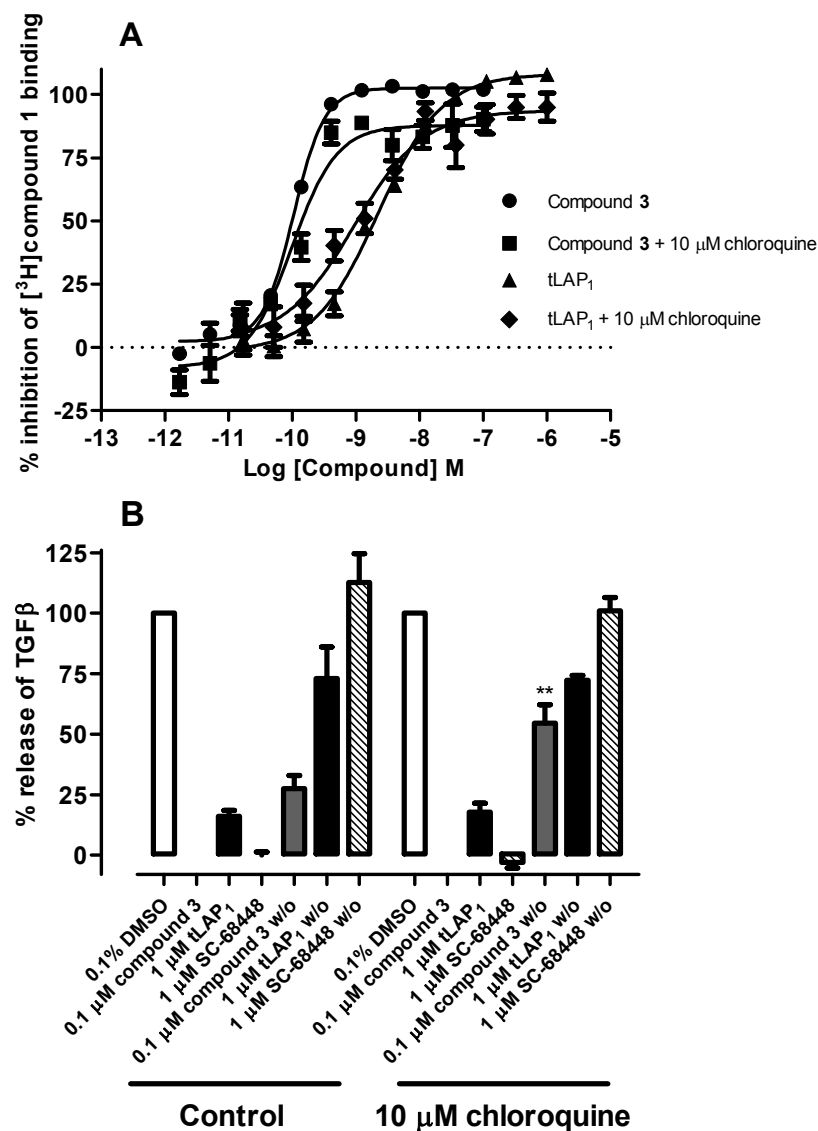 A
% inhibition of [³H]compound 1 binding
100
75
50
25
0
-25
-13 -12 -11 -10 -9 -8 -7 -6 -5
Log [Compound] M
Compound 3
Compound 3 + 10 μM chloroquine
tLAP₁
tLAP₁ + 10 μM chloroquine
B
% release of TGFβ
125
100
75
50
25
0
**
0.1% DMSO
0.1 μM compound 3
1 μM tLAP₁
1 μM SC-68448
0.1 μM compound 3 w/o
1 μM tLAP₁ w/o
1 μM SC-68448 w/o
0.1% DMSO
0.1 μM compound 3
1 μM tLAP₁
1 μM SC-68448
0.1 μM compound 3 w/o
1 μM tLAP₁ w/o
1 μM SC-68448 w/o
Control
10 μM chloroquine